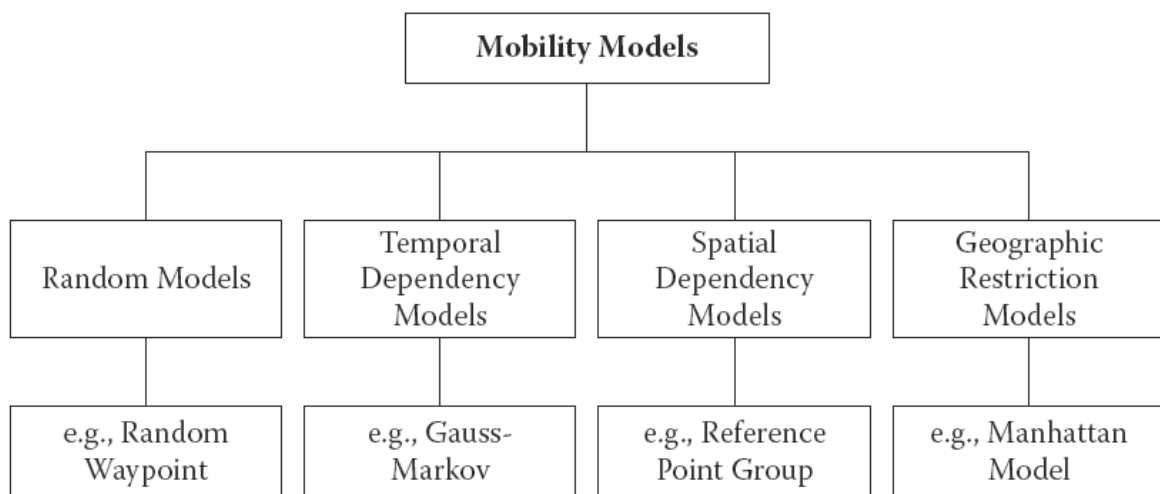 Mobility Models
Random Models
Temporal
Dependency
Models
Spatial
Dependency
Models
Geographic
Restriction
Models
e.g., Random
Waypoint
e.g., Gauss-
Markov
e.g., Reference
Point Group
e.g., Manhattan
Model